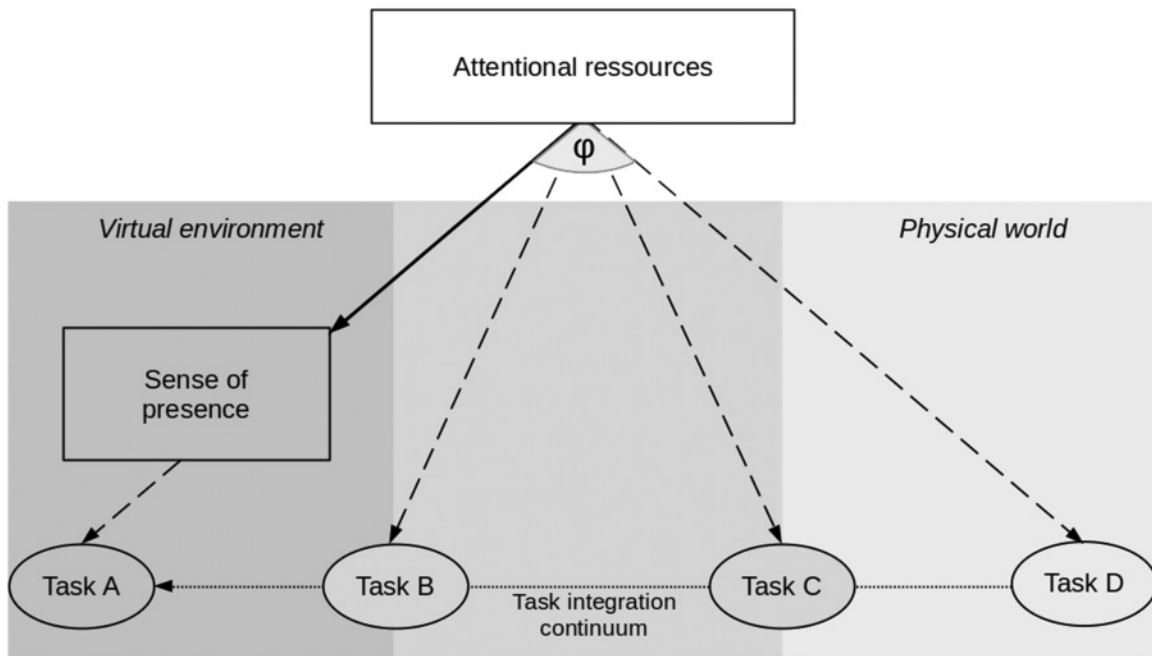 Attentional ressources
φ
Virtual environment
Physical world
Sense of
presence
Task A
Task B
Task C
Task D
Task integration
continuum